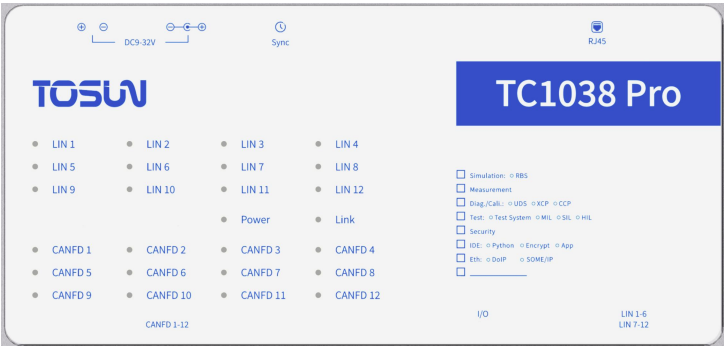 DC9-32V
Sync
RJ45
TOSUN
TC1038 Pro
LIN 1 LIN 2 LIN 3 LIN 4
LIN 5 LIN 6 LIN 7 LIN 8
LIN 9 LIN 10 LIN 11 LIN 12
Power Link
CANFD 1 CANFD 2 CANFD 3 CANFD 4
CANFD 5 CANFD 6 CANFD 7 CANFD 8
CANFD 9 CANFD 10 CANFD 11 CANFD 12
CANFD 1-12
Simulation: RBS
Measurement
Diag./Cali.: UDS XCP CCP
Test: Test System MIL SIL HIL
Security
IDE: Python Encrypt App
Eth: DoIP SOME/IP
I/O
LIN 1-6
LIN 7-12